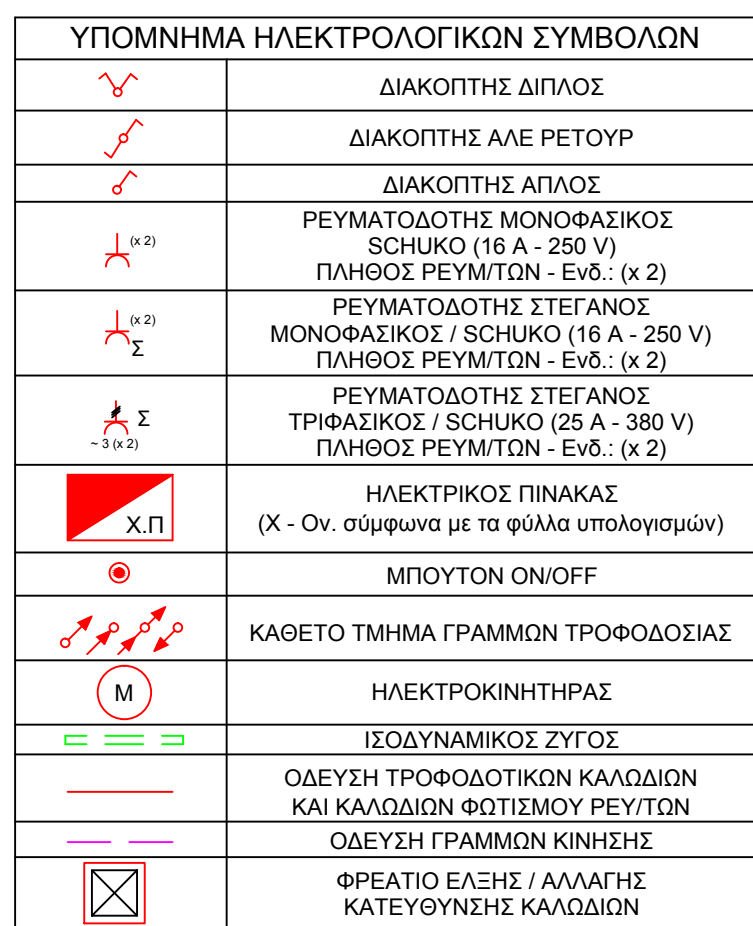 ΥΠΟΜΝΗΜΑ ΗΛΕΚΤΡΟΛΟΓΙΚΩΝ ΣΥΜΒΟΛΩΝ
ΔΙΑΚΟΠΤΗΣ ΔΙΠΛΟΣ
ΔΙΑΚΟΠΤΗΣ ΑΛΕ ΡΕΤΟΥΡ
ΔΙΑΚΟΠΤΗΣ ΑΠΛΟΣ
(x 2)
ΡΕΥΜΑΤΟΔΟΤΗΣ ΜΟΝΟΦΑΣΙΚΟΣ
SCHUKO (16 A - 250 V)
ΠΛΗΘΟΣ ΡΕΥΜ/ΤΩΝ - Ενδ.: (x 2)
(x 2)
Σ
ΡΕΥΜΑΤΟΔΟΤΗΣ ΣΤΕΓΑΝΟΣ
ΜΟΝΟΦΑΣΙΚΟΣ / SCHUKO (16 A - 250 V)
ΠΛΗΘΟΣ ΡΕΥΜ/ΤΩΝ - Ενδ.: (x 2)
Σ
~ 3 (x 2)
ΡΕΥΜΑΤΟΔΟΤΗΣ ΣΤΕΓΑΝΟΣ
ΤΡΙΦΑΣΙΚΟΣ / SCHUKO (25 A - 380 V)
ΠΛΗΘΟΣ ΡΕΥΜ/ΤΩΝ - Ενδ.: (x 2)
Χ.Π
ΗΛΕΚΤΡΙΚΟΣ ΠΙΝΑΚΑΣ
(Χ - Ον. σύμφωνα με τα φύλλα υπολογισμών)
ΜΠΟΥΤΟΝ ON/OFF
ΚΑΘΕΤΟ ΤΜΗΜΑ ΓΡΑΜΜΩΝ ΤΡΟΦΟΔΟΣΙΑΣ
M
ΗΛΕΚΤΡΟΚΙΝΗΤΗΡΑΣ
ΙΣΟΔΥΝΑΜΙΚΟΣ ΖΥΓΟΣ
ΟΔΕΥΣΗ ΤΡΟΦΟΔΟΤΙΚΩΝ ΚΑΛΩΔΙΩΝ
ΚΑΙ ΚΑΛΩΔΙΩΝ ΦΩΤΙΣΜΟΥ ΡΕΥ/ΤΩΝ
ΟΔΕΥΣΗ ΓΡΑΜΜΩΝ ΚΙΝΗΣΗΣ
ΦΡΕΑΤΙΟ ΕΛΞΗΣ / ΑΛΛΑΓΗΣ
ΚΑΤΕΥΘΥΝΣΗΣ ΚΑΛΩΔΙΩΝ